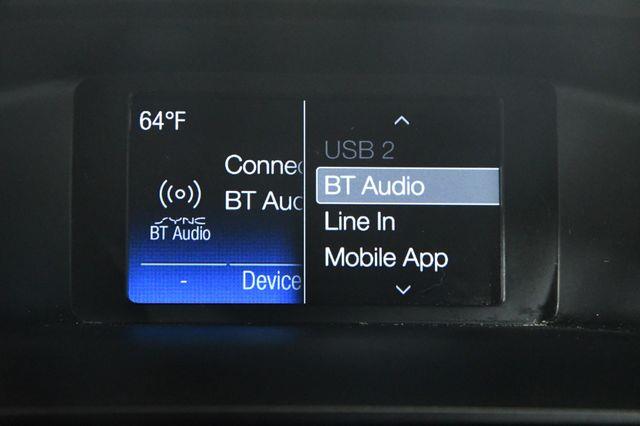 64°F
Connec
BT Aud
SYNC
BT Audio
-
Device
USB 2
BT Audio
Line In
Mobile App